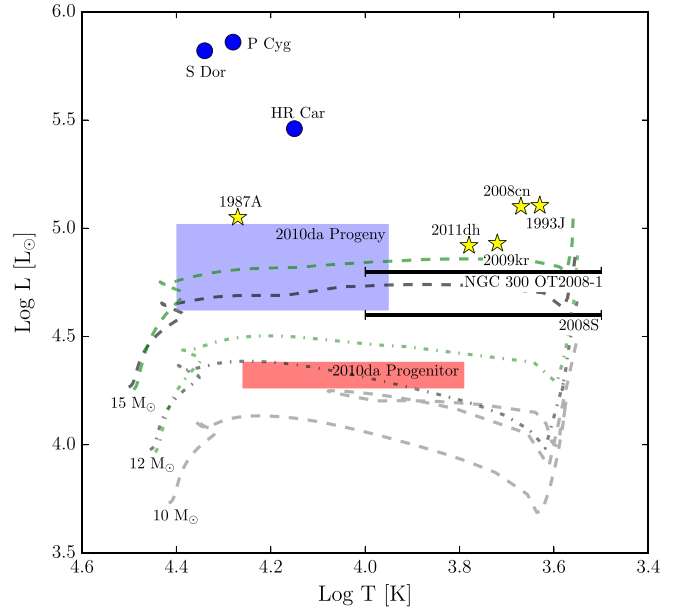 6.0
P Cyg
S Dor
5.5
HR Car
2008cn
1987A
1993J
5.0
2010da Progeny
2011dh
2009kr
NGC 300 OT2008-1
4.5
2008S
2010da Progenitor
15 M☉
4.0
12 M☉
10 M☉
3.5
4.6 4.4 4.2 4.0 3.8 3.6 3.4
Log T [K]
Log L [L☉]